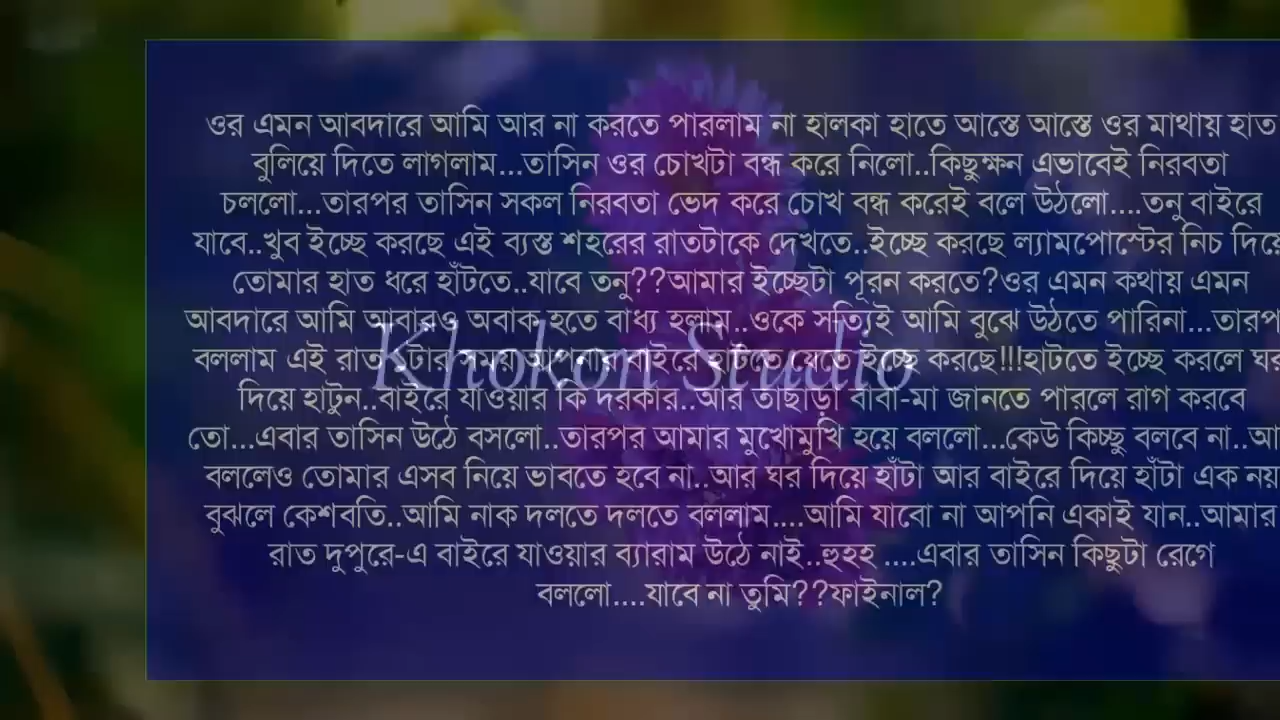 ওর এমন আবদারে আমি আর না করতে পারলাম না হালকা হাতে আস্তে আস্তে ওর মাথায় হাত
বুলিয়ে দিতে লাগলাম...তাসিন ওর চোখটা বন্ধ করে নিলো..কিছুক্ষন এভাবেই নিরবতা
চললো...তারপর তাসিন সকল নিরবতা ভেদ করে চোখ বন্ধ করেই বলে উঠলো....তনু বাইরে
যাবে..খুব ইচ্ছে করছে এই ব্যস্ত শহরের রাতটাকে দেখতে..ইচ্ছে করছে ল্যামপোস্টের নিচ দিয়ে
তোমার হাত ধরে হাঁটতে..যাবে তনু??আমার ইচ্ছেটা পূরন করতে?ওর এমন কথায় এমন
আবদারে আমি আবারও অবাক হতে বাধ্য হলাম..ওকে সত্যিই আমি বুঝে উঠতে পারিনা...তারপ
বললাম এই রাত সময় আপনার বাইরে হাটতে যেতে ইচ্ছে করছে!!!হাটতে ইচ্ছে করলে ঘর
Khokon Studio
দিয়ে হাটুন..বাইরে যাওয়ার কি দরকার..আর তাছাড়া বাবা-মা জানতে পারলে রাগ করবে
তো...এবার তাসিন উঠে বসলো..তারপর আমার মুখোমুখি হয়ে বললো...কেউ কিচ্ছু বলবে না..আ
বললেও তোমার এসব নিয়ে ভাবতে হবে না..আর ঘর দিয়ে হাঁটা আর বাইরে দিয়ে হাঁটা এক নয়
বুঝলে কেশবতি..আমি নাক দলতে দলতে বললাম....আমি যাবো না আপনি একাই যান..আমার
রাত দুপুরে-এ বাইরে যাওয়ার ব্যারাম উঠে নাই..হুহহ ....এবার তাসিন কিছুটা রেগে
বললো....যাবে না তুমি??ফাইনাল?